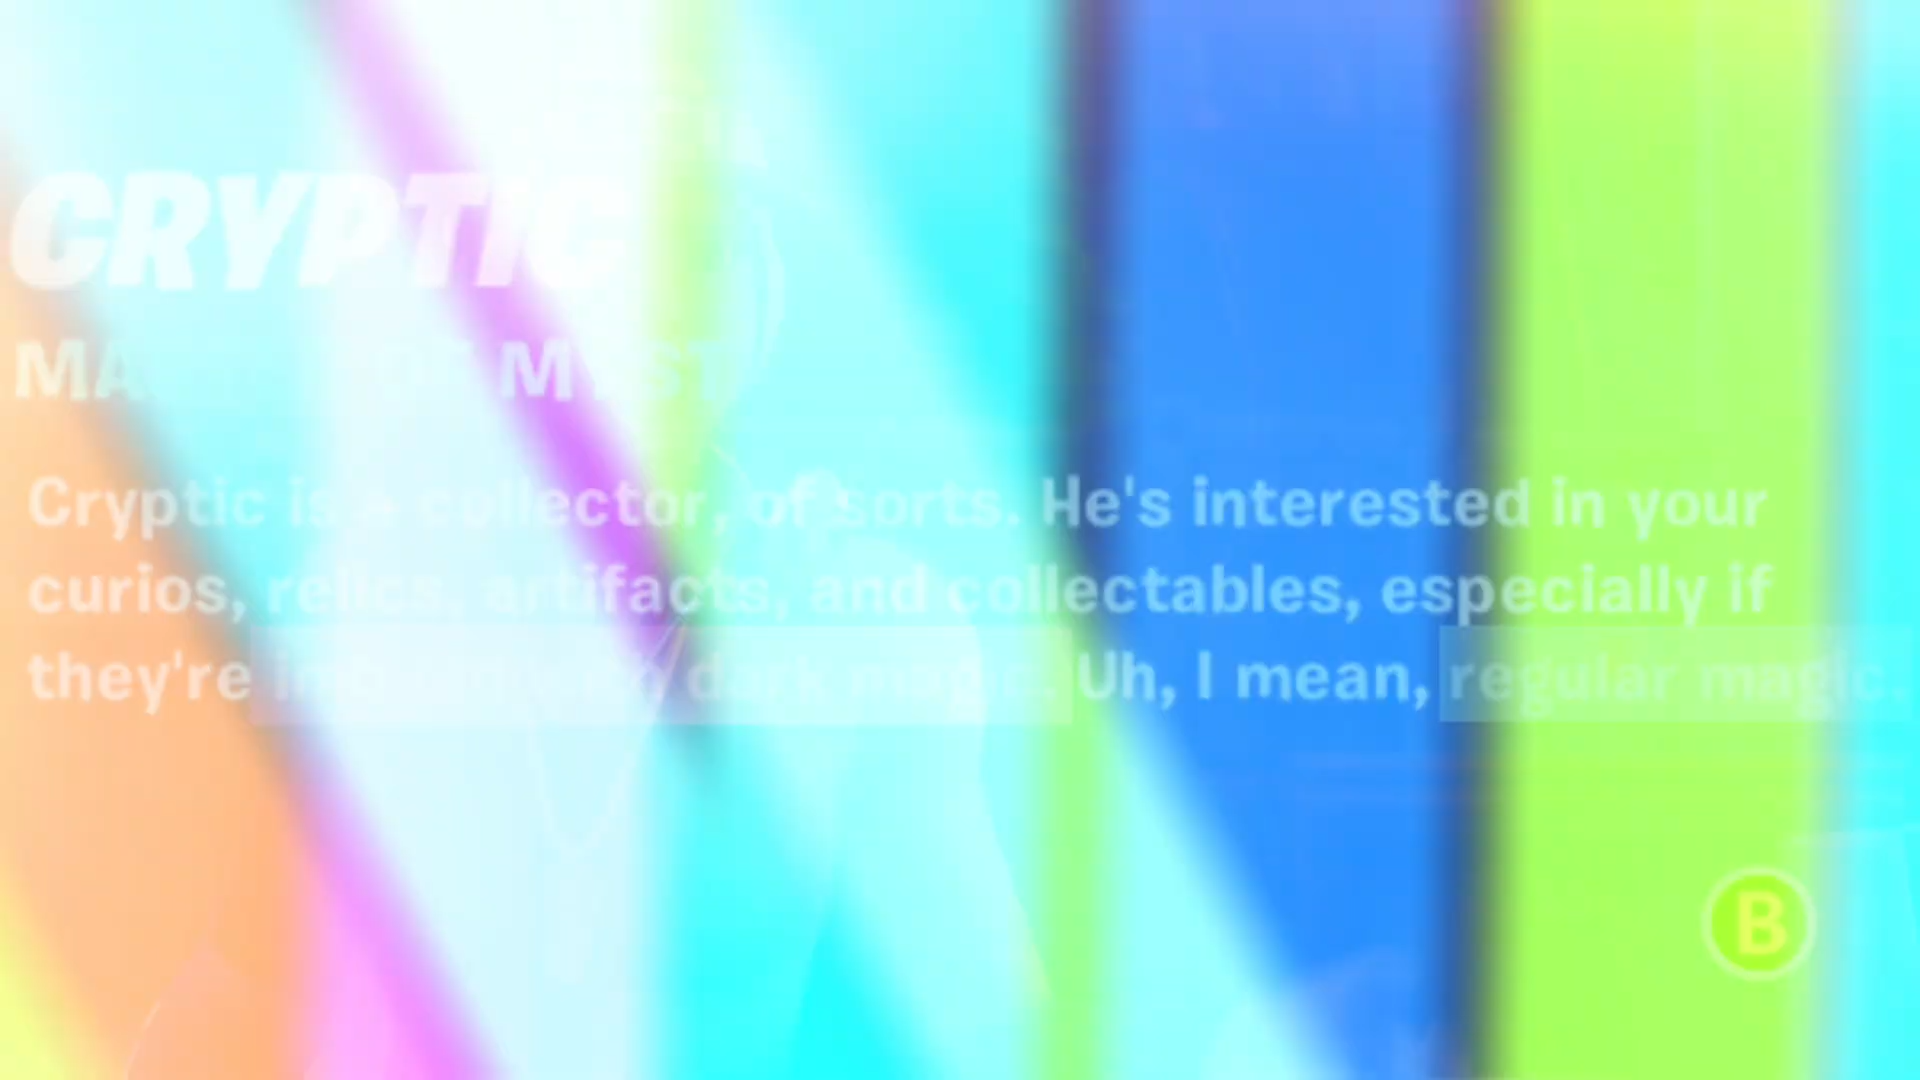 CRYPTIC
Cryptic is a collector, of sorts. He's interested in your
curios, relics, artifacts, and collectables, especially if
they're dark magic. Uh, I mean, regular magic.
B